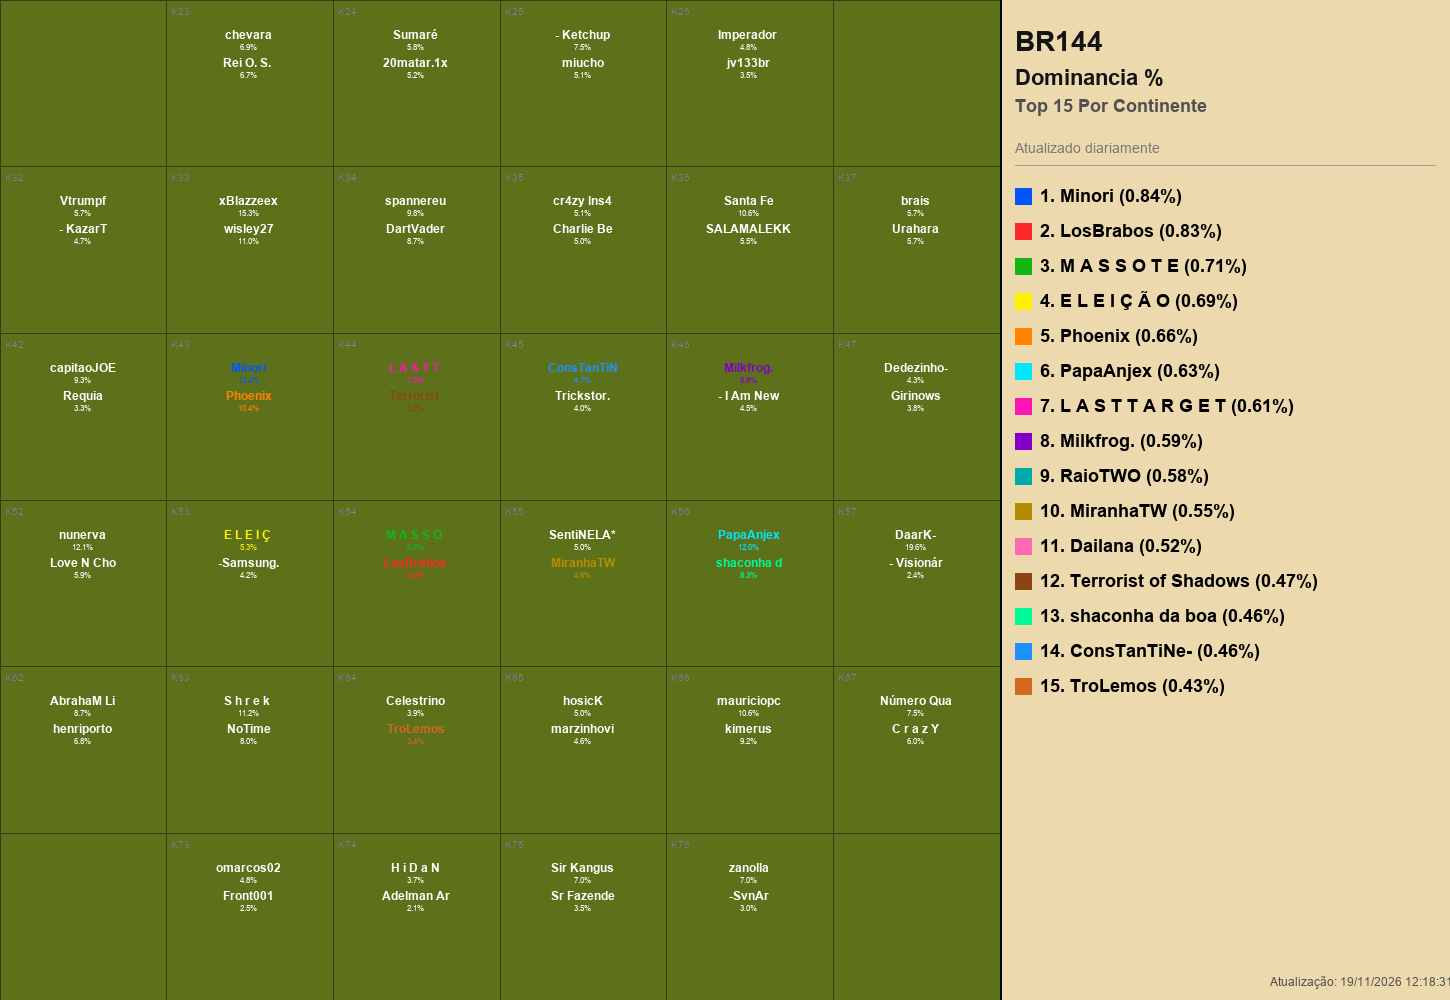 K23
chevara
6.9%
Rei O. S.
6.7%
K24
Sumaré
5.8%
20matar.1x
5.2%
K25
- Ketchup
7.5%
miucho
5.1%
K26
Imperador
4.8%
jv133br
3.5%
K32
Vtrumpf
5.7%
- KazarT
4.7%
K33
xBlazzeex
15.3%
wisley27
11.0%
K34
spannereu
9.8%
DartVader
8.7%
K35
cr4zy Ins4
5.1%
Charlie Be
5.0%
K36
Santa Fe
10.6%
SALAMALEKK
5.5%
K37
brais
5.7%
Urahara
5.7%
K42
capitaoJOE
9.3%
Requia
3.3%
K43
Minori
Phoenix
10.4%
K44
L A S T T
Terrorist
K45
ConsTanTiN
4.7%
Trickstor.
4.0%
K46
Milkfrog.
9.8%
- I Am New
4.5%
K47
Dedezinho-
4.3%
Girinows
3.8%
K52
nunerva
12.1%
Love N Cho
5.9%
K53
E L E I Ç
5.3%
-Samsung.
4.2%
K54
M A S S O
LosBrabos
K55
SentiNELA*
5.0%
MiranhaTW
4.6%
K56
PapaAnjex
12.0%
shaconha d
8.3%
K57
DaarK-
19.6%
- Visionár
2.4%
K62
AbrahaM Li
8.7%
henriporto
6.8%
K63
S h r e k
11.2%
NoTime
8.0%
K64
Celestrino
3.9%
TroLemos
3.4%
K65
hosicK
5.0%
marzinhovi
4.6%
K66
mauriciopc
10.6%
kimerus
9.2%
K67
Número Qua
7.5%
C r a z Y
6.0%
K73
omarcos02
4.8%
Front001
2.5%
K74
H i D a N
3.7%
Adelman Ar
2.1%
K75
Sir Kangus
7.0%
Sr Fazende
3.5%
K76
zanolla
7.0%
-SvnAr
3.0%
BR144
Dominancia %
Top 15 Por Continente
Atualizado diariamente
1. Minori (0.84%)
2. LosBrabos (0.83%)
3. M A S S O T E (0.71%)
4. E L E I Ç Ã O (0.69%)
5. Phoenix (0.66%)
6. PapaAnjex (0.63%)
7. L A S T T A R G E T (0.61%)
8. Milkfrog. (0.59%)
9. RaioTWO (0.58%)
10. MiranhaTW (0.55%)
11. Dailana (0.52%)
12. Terrorist of Shadows (0.47%)
13. shaconha da boa (0.46%)
14. ConsTanTiNe- (0.46%)
15. TroLemos (0.43%)
Atualização: 19/11/2026 12:18:31